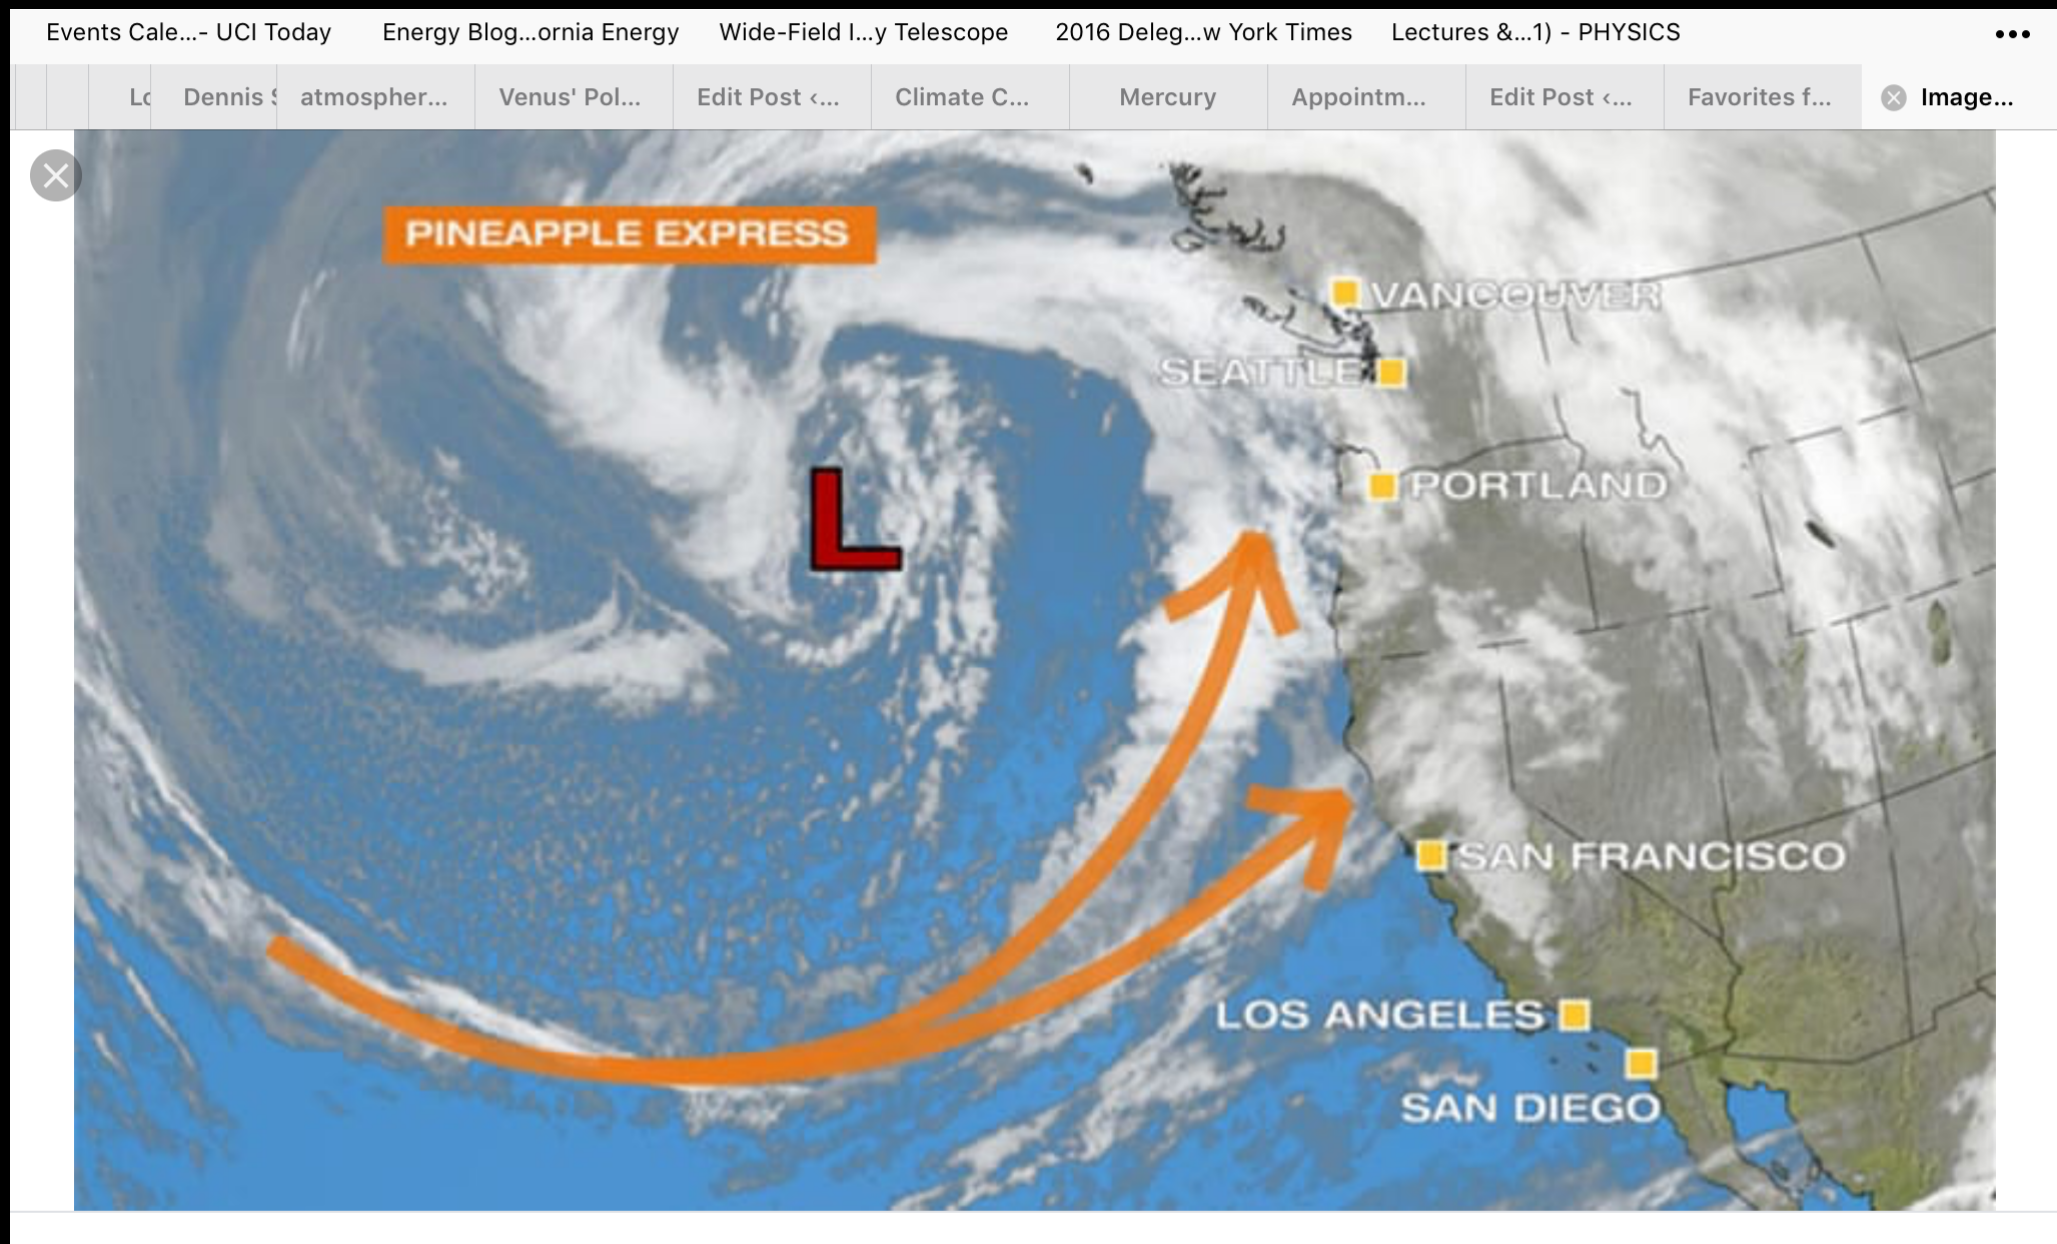 Events Cale...- UCI Today Energy Blog...ornia Energy Wide-Field I...y Telescope 2016 Deleg...w York Times Lectures &...1) - PHYSICS •••
Lo Dennis S atmospher... Venus' Pol... Edit Post ‹... Climate C... Mercury Appointm... Edit Post ‹... Favorites f... Image...
PINEAPPLE EXPRESS
VANCOUVER
SEATTLE
L
PORTLAND
SAN FRANCISCO
LOS ANGELES
SAN DIEGO